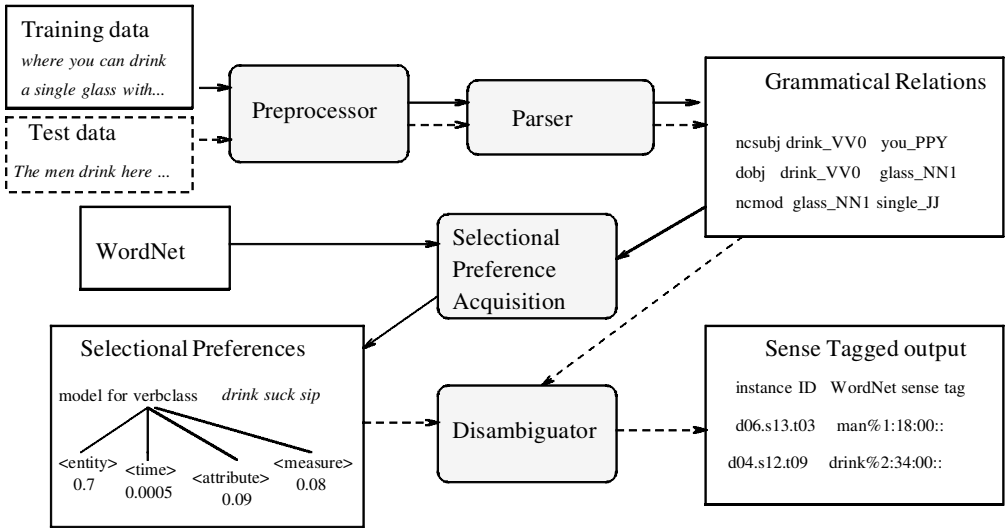 Training data
where you can drink
a single glass with...
Test data
The men drink here ...
Preprocessor
Parser
Grammatical Relations
ncsubj drink_VV0 you_PPY
dobj drink_VV0 glass_NN1
ncmod glass_NN1 single_JJ
WordNet
Selectional
Preference
Acquisition
Selectional Preferences
model for verbclass drink suck sip
<entity>
0.7
<time>
0.0005
<attribute>
0.09
<measure>
0.08
Disambiguator
Sense Tagged output
instance ID WordNet sense tag
d06.s13.t03 man%1:18:00::
d04.s12.t09 drink%2:34:00::